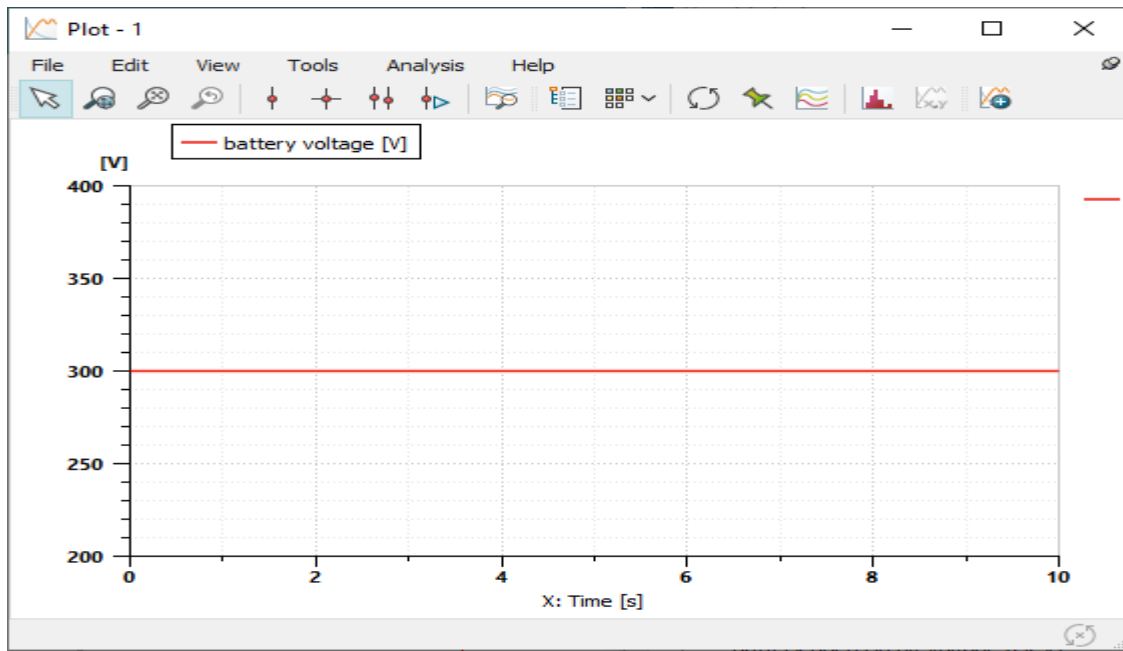 Plot - 1
File Edit View Tools Analysis Help
battery voltage [V]
[V]
400
350
300
250
200
0 2 4 6 8 10
X: Time [s]